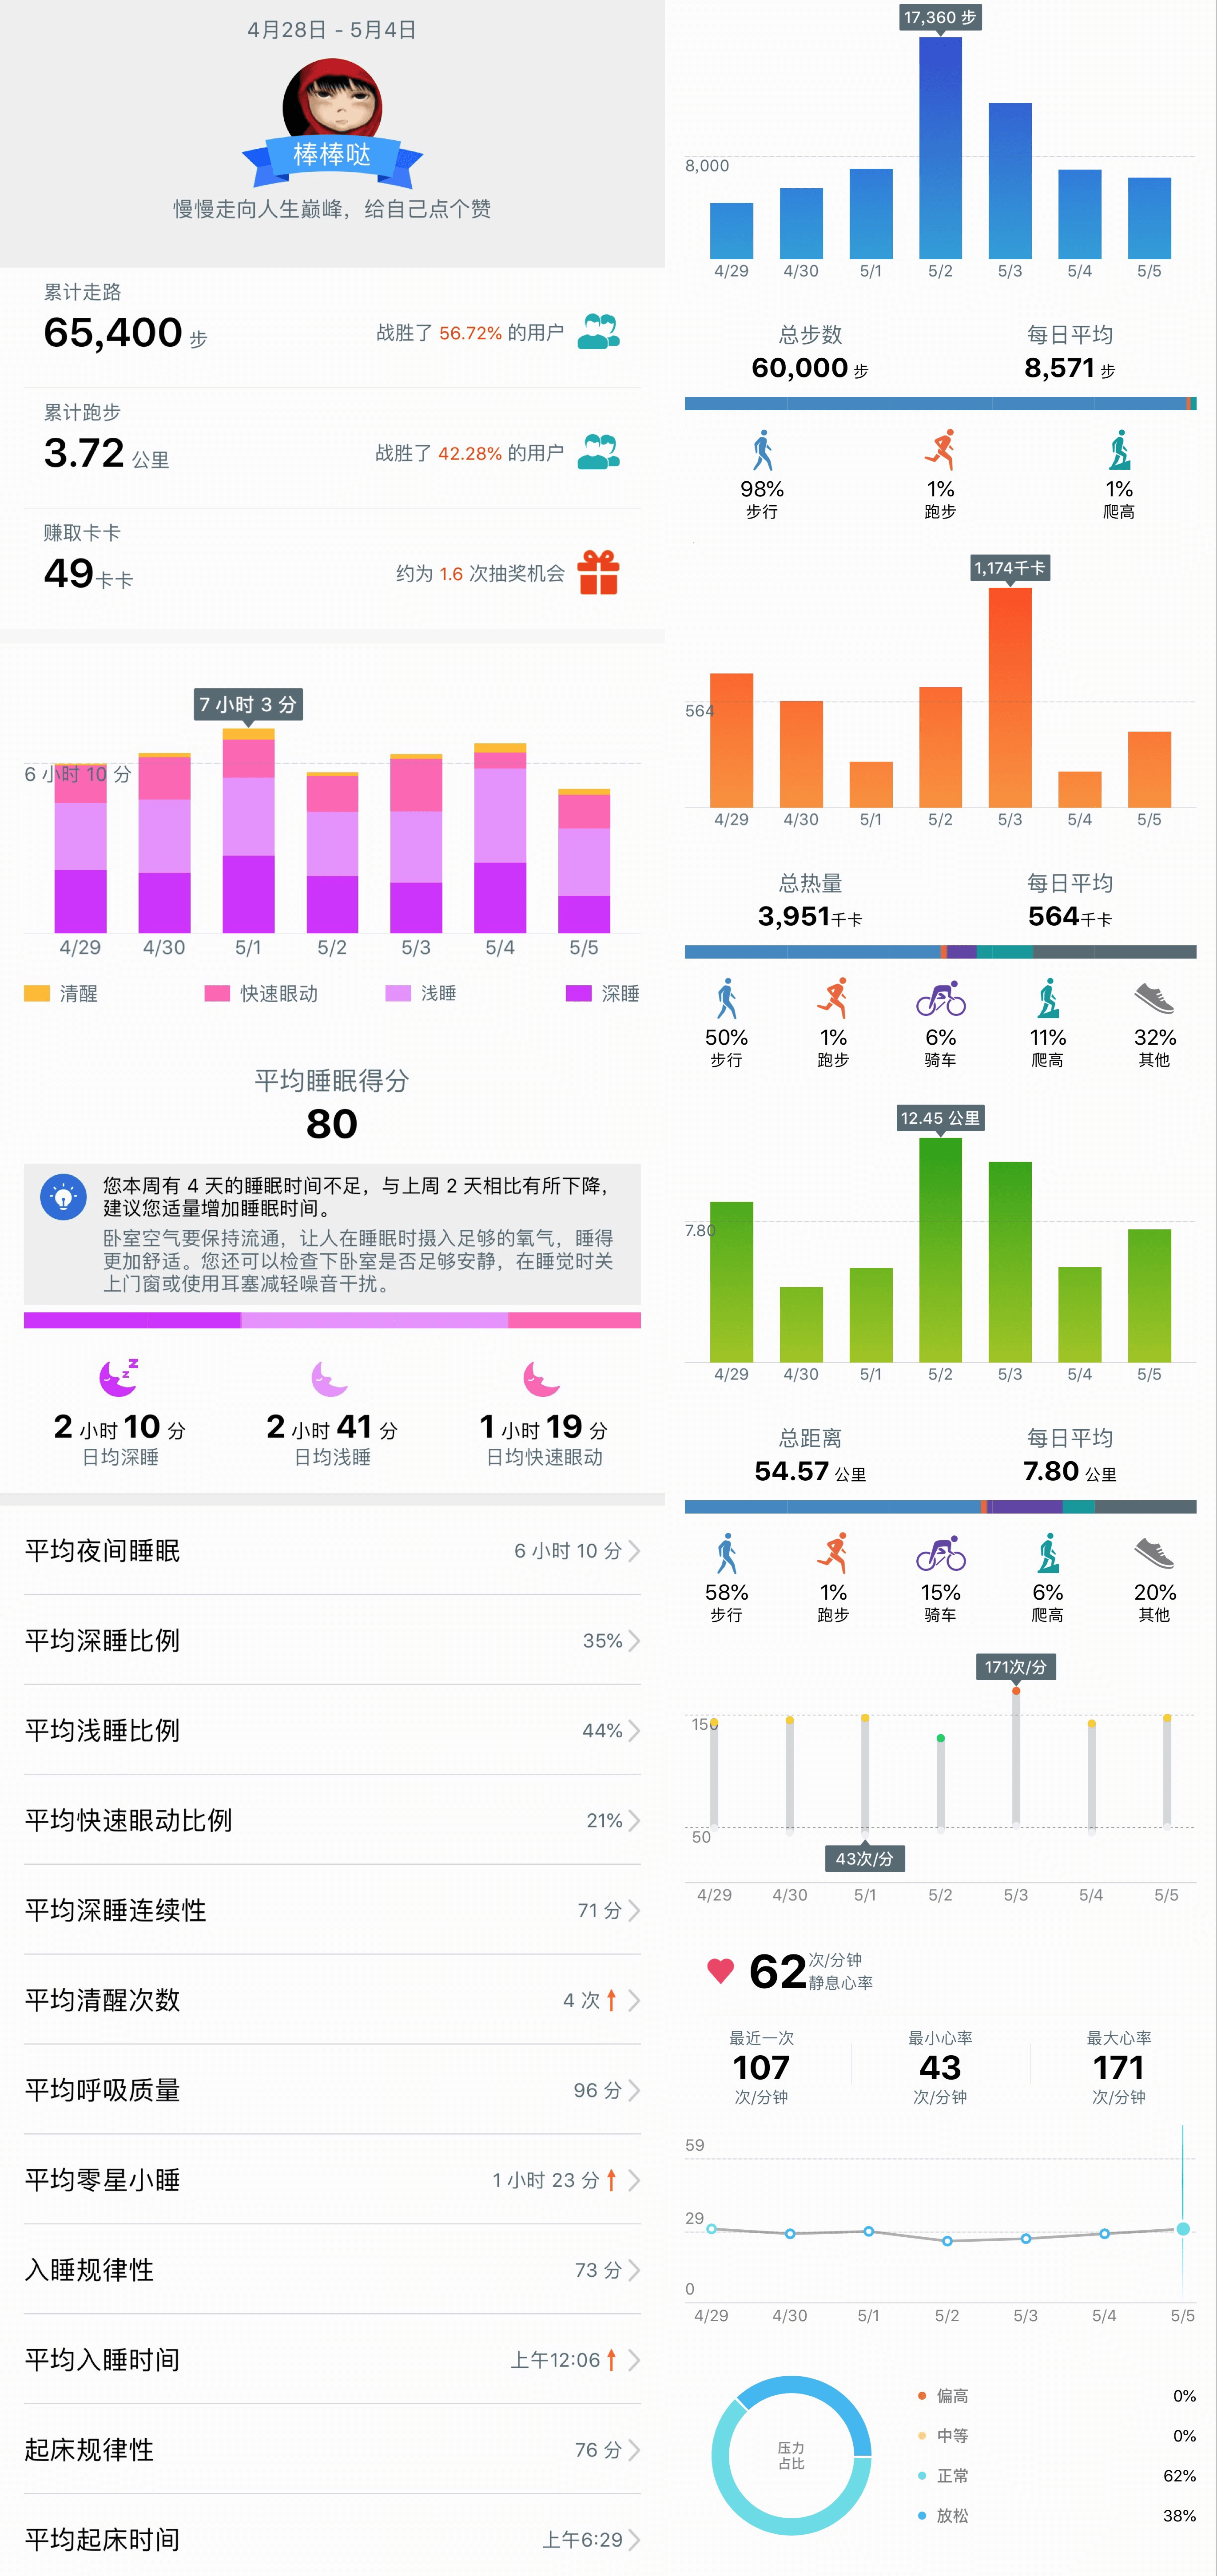 4月28日 - 5月4日
棒棒哒
慢慢走向人生巅峰，给自己点个赞
累计走路
65,400 步
战胜了 56.72% 的用户
累计跑步
3.72 公里
战胜了 42.28% 的用户
赚取卡卡
49卡卡
约为 1.6 次抽奖机会
7 小时 3 分
6 小时 10 分
4/29 4/30 5/1 5/2 5/3 5/4 5/5
清醒 快速眼动 浅睡 深睡
平均睡眠得分
80
您本周有 4 天的睡眠时间不足，与上周 2 天相比有所下降，
建议您适量增加睡眠时间。
卧室空气要保持流通，让人在睡眠时摄入足够的氧气，睡得
更加舒适。您还可以检查下卧室是否足够安静，在睡觉时关
上门窗或使用耳塞减轻噪音干扰。
2 小时 10 分 2 小时 41 分 1 小时 19 分
日均深睡 日均浅睡 日均快速眼动
平均夜间睡眠 6 小时 10 分
平均深睡比例 35%
平均浅睡比例 44%
平均快速眼动比例 21%
平均深睡连续性 71 分
平均清醒次数 4 次
平均呼吸质量 96 分
平均零星小睡 1 小时 23 分
入睡规律性 73 分
平均入睡时间 上午12:06
起床规律性 76 分
平均起床时间 上午6:29
17,360 步
8,000
4/29 4/30 5/1 5/2 5/3 5/4 5/5
总步数 每日平均
60,000 步 8,571 步
98% 1% 1%
步行 跑步 爬高
1,174千卡
564
4/29 4/30 5/1 5/2 5/3 5/4 5/5
总热量 每日平均
3,951千卡 564千卡
50% 1% 6% 11% 32%
步行 跑步 骑车 爬高 其他
12.45 公里
7.80
4/29 4/30 5/1 5/2 5/3 5/4 5/5
总距离 每日平均
54.57 公里 7.80 公里
58% 1% 15% 6% 20%
步行 跑步 骑车 爬高 其他
171次/分
150
50
43次/分
4/29 4/30 5/1 5/2 5/3 5/4 5/5
62 次/分钟
静息心率
最近一次 最小心率 最大心率
107 43 171
次/分钟 次/分钟 次/分钟
59
29
0
4/29 4/30 5/1 5/2 5/3 5/4 5/5
压力
占比
偏高 0%
中等 0%
正常 62%
放松 38%